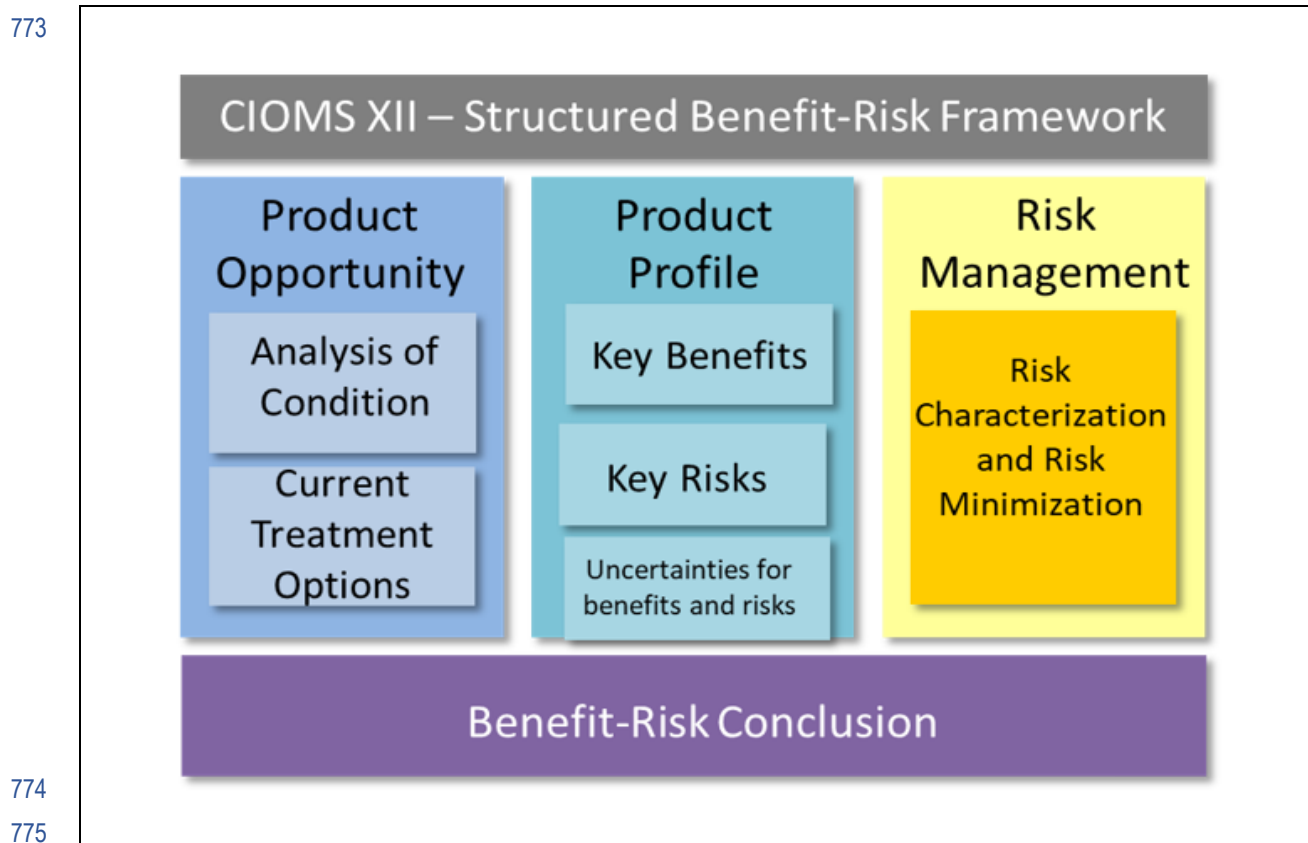 773
CIOMS XII – Structured Benefit-Risk Framework
Product
Opportunity
Analysis of
Condition
Current
Treatment
Options
Product
Profile
Key Benefits
Key Risks
Uncertainties for
benefits and risks
Risk
Management
Risk
Characterization
and Risk
Minimization
Benefit-Risk Conclusion
774
775